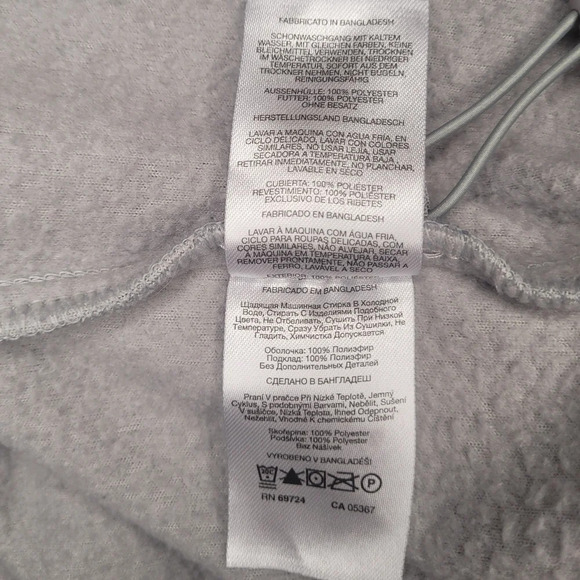 FABBRICATO IN BANGLADESH
SCHONWASCHGANG MIT KALTEM
WASSER, MIT GLEICHEN FARBEN, KEINE
BLEICHMITTEL VERWENDEN, TROCKNEN
IM WÄSCHETROCKNER BEI NIEDRIGER
TEMPERATUR, SOFORT AUS DEM
TROCKNER NEHMEN, NICHT BÜGELN,
REINIGUNGSFÄHIG
AUSSENHÜLLE: 100% POLYESTER
FUTTER: 100% POLYESTER
OHNE BESATZ
HERSTELLUNGSLAND BANGLADESCH
LAVAR A MAQUINA CON AGUA FRIA, EN
CICLO DELICADO, LAVAR CON COLORES
SIMILARES, NO USAR LEJIA, USAR
SECADORA A TEMPERATURA BAJA,
RETIRAR INMEDIATAMENTE, NO PLANCHAR,
LAVABLE EN SECO
CUBIERTA: 100% POLIÉSTER
REVESTIMIENTO: 100% POLIÉSTER
EXCLUSIVO DE LOS RIBETES
FABRICADO EN BANGLADESH
LAVAR À MÁQUINA COM ÁGUA FRIA,
CICLO PARA ROUPAS DELICADAS, COM
CORES SIMILARES, NÃO ALVEJAR, SECAR
À MÁQUINA EM TEMPERATURA BAIXA,
REMOVER PRONTAMENTE, NÃO PASSAR A
FERRO, LAVÁVEL A SECO
FABRICADO EM BANGLADESH
Щадящая Машинная Стирка В Холодной
Воде, Стирать С Изделиями Подобного
Цвета, Не Отбеливать, Сушить При Низкой
Температуре, Сразу Убрать Из Сушилки, Не
Гладить, Химчистка Допускается
Оболочка: 100% Полиэфир
Подклад: 100% Полиэфир
Без Дополнительных Деталей
СДЕЛАНО В БАНГЛАДЕШ
Praní V pračce Při Nízké Teplotě, Jemný
Cyklus, S podobnými Barvami, Nebělit, Sušení
V sušičce, Nízká Teplota, Ihned Odepnout,
Nežehlit, Vhodné K chemickému Čištění
Skořepina: 100% Polyester
Podšívka: 100% Polyester
Bez Nášivek
VYROBENO V BANGLADÉŠI
RN 69724 CA 05367